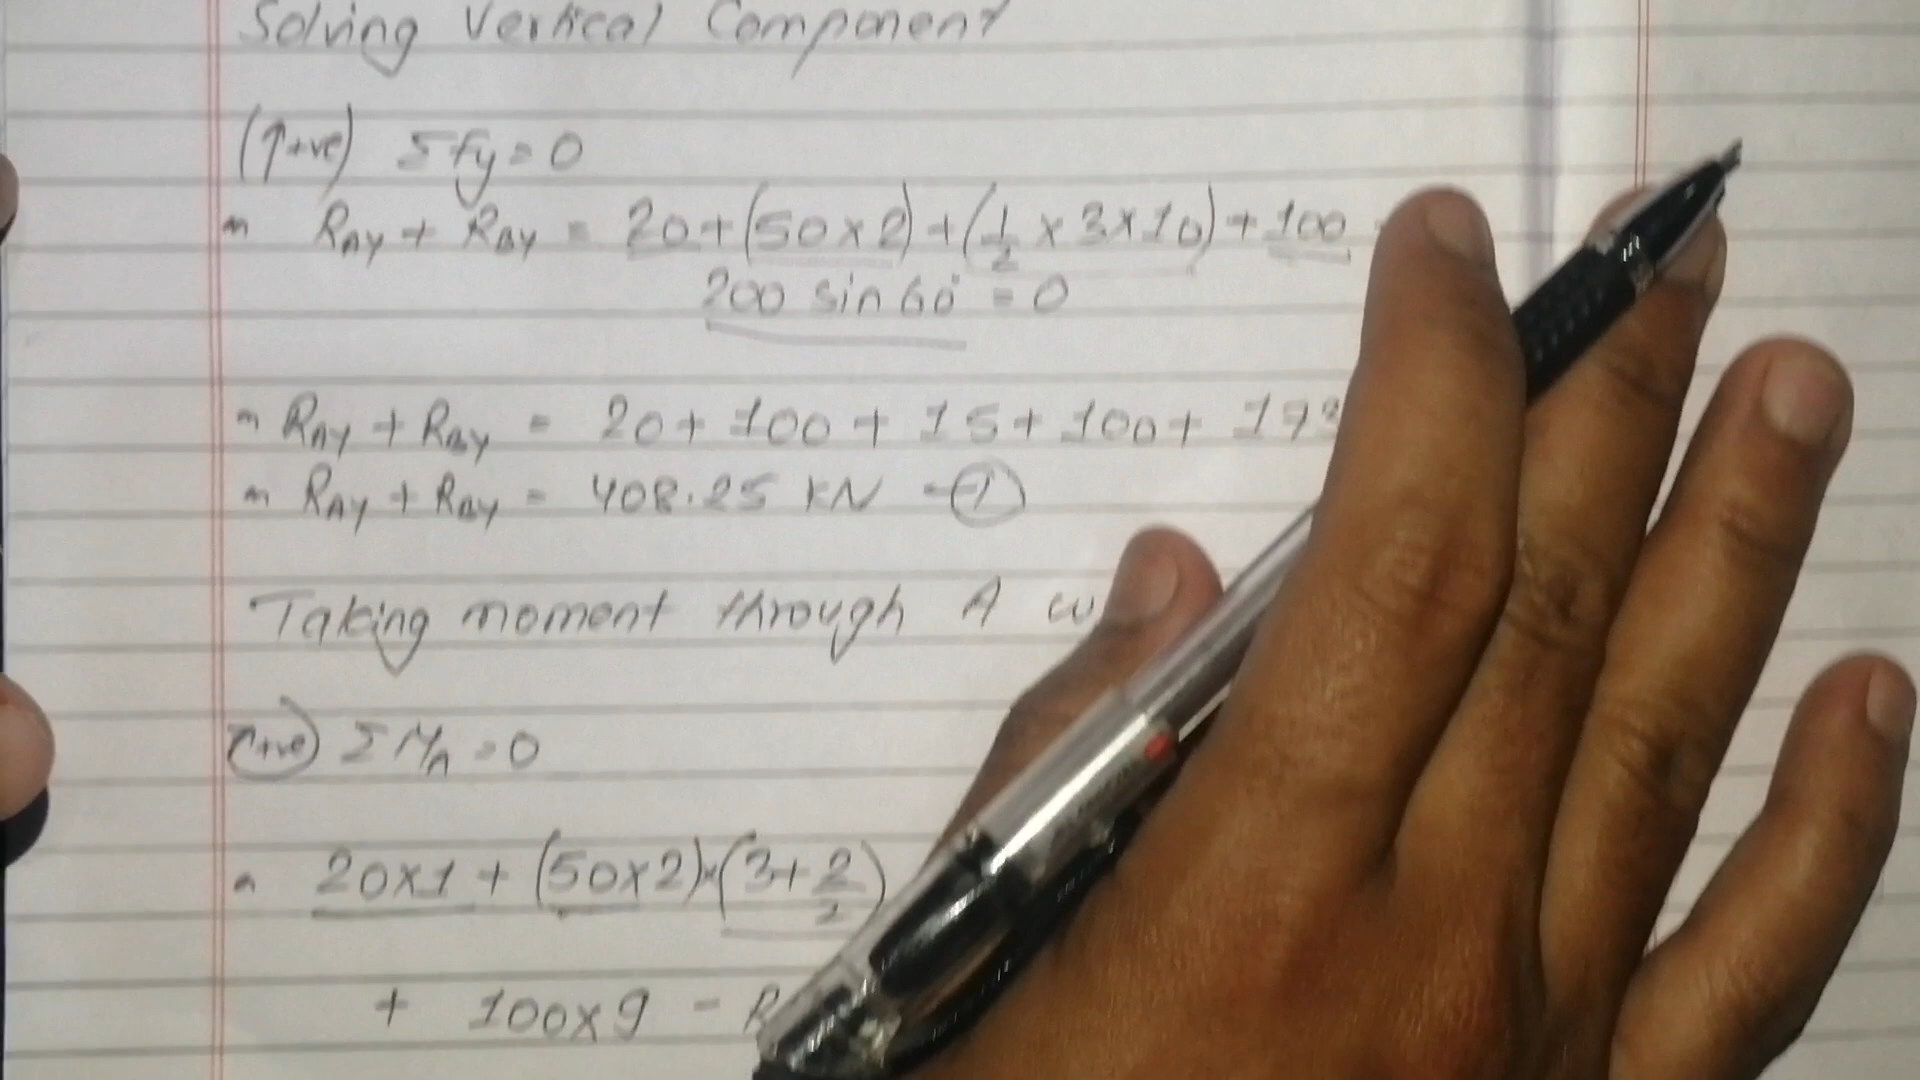 Solving Vertical Component
(↑+ve) ΣFy = 0
~ RAY + RBY = 20 + (50×2) + (1/2 × 3×10) + 100
200 sin60° = 0
~ RAY + RBY = 20 + 100 + 15 + 100 + 173
~ RAY + RBY = 408.25 KN - ①
Taking moment through A
(+ve) ΣMA = 0
~ 20×1 + (50×2)×(3+2/2)
+ 100×9 - R